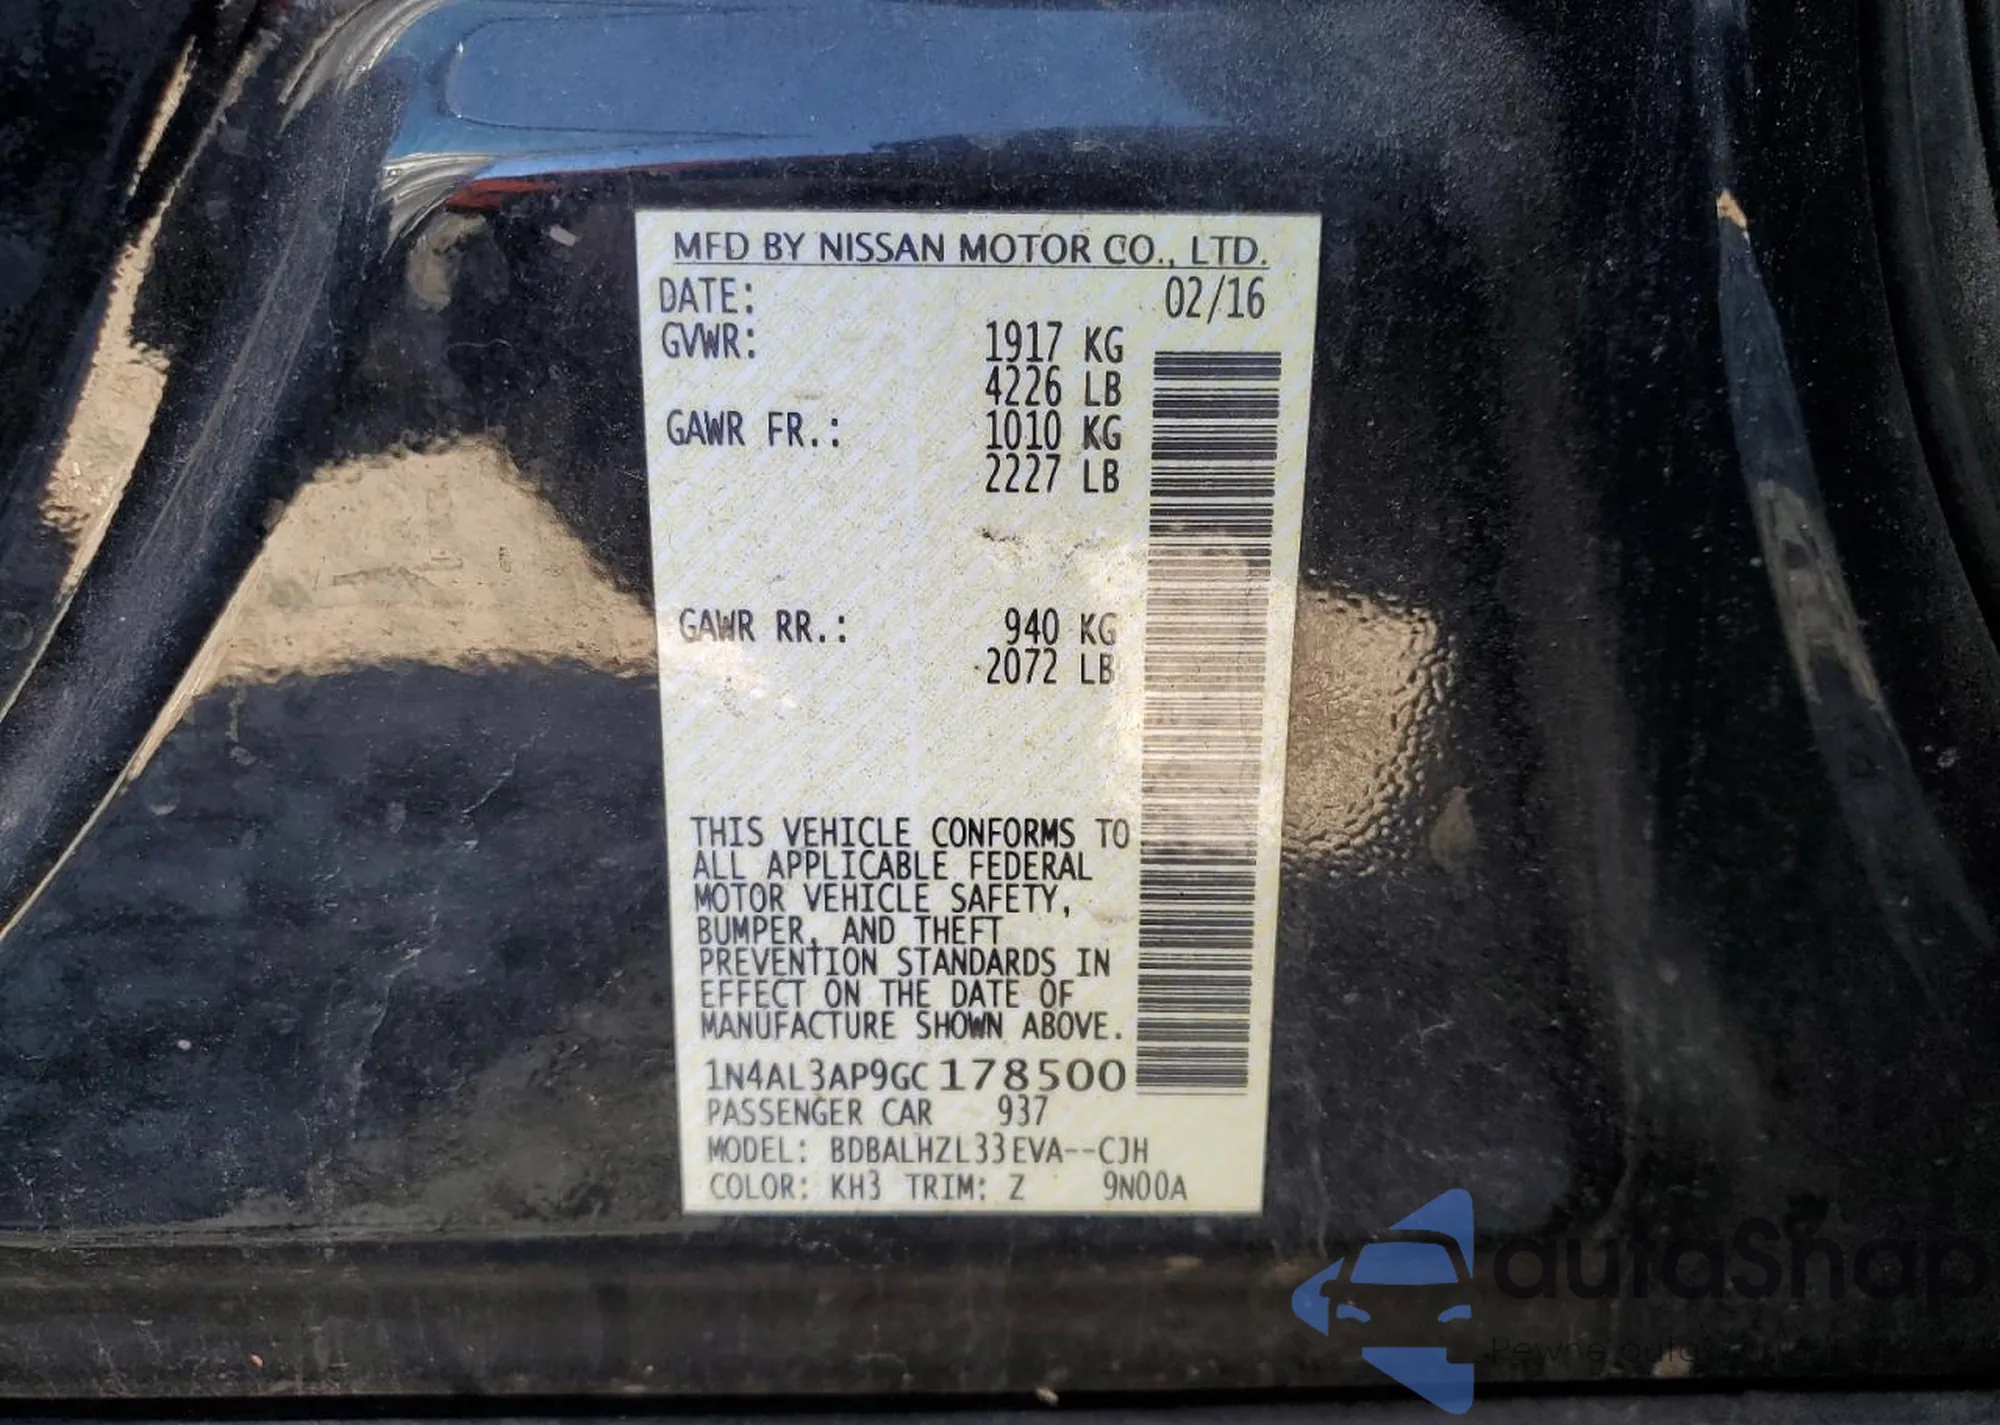 MFD BY NISSAN MOTOR CO., LTD.
DATE: 02/16
GVWR: 1917 KG
4226 LB
GAWR FR.: 1010 KG
2227 LB
GAWR RR.: 940 KG
2072 LB
THIS VEHICLE CONFORMS TO
ALL APPLICABLE FEDERAL
MOTOR VEHICLE SAFETY,
BUMPER, AND THEFT
PREVENTION STANDARDS IN
EFFECT ON THE DATE OF
MANUFACTURE SHOWN ABOVE.
1N4AL3AP9GC178500
PASSENGER CAR 937
MODEL: BDBALHZL33EVA--CJH
COLOR: KH3 TRIM: Z 9N00A
autaShap
Pewne auta